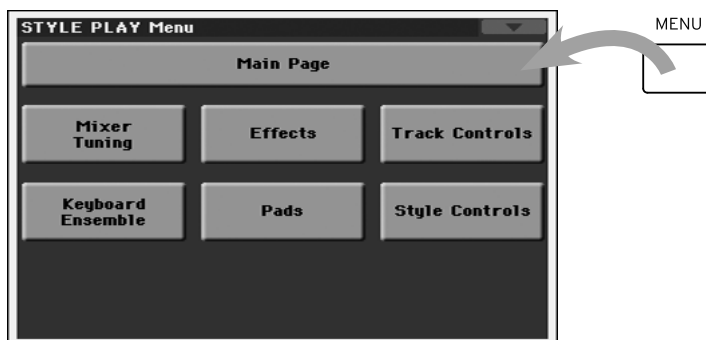 STYLE PLAY Menu
MENU
Main Page
Mixer
Tuning
Effects
Track Controls
Keyboard
Ensemble
Pads
Style Controls